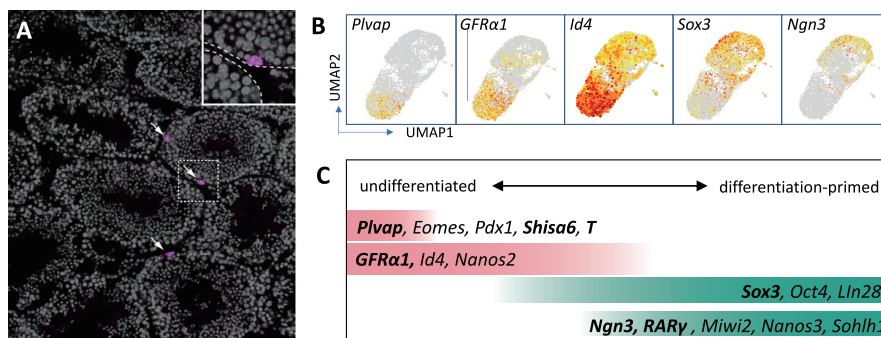 A
B
Plvap GFRα1 Id4 Sox3 Ngn3
UMAP2
UMAP1
C
undifferentiated differentiation-primed
Plvap, Eomes, Pdx1, Shisa6, T
GFRα1, Id4, Nanos2
Sox3, Oct4, LIn28
Ngn3, RARγ , Miwi2, Nanos3, Sohlh1